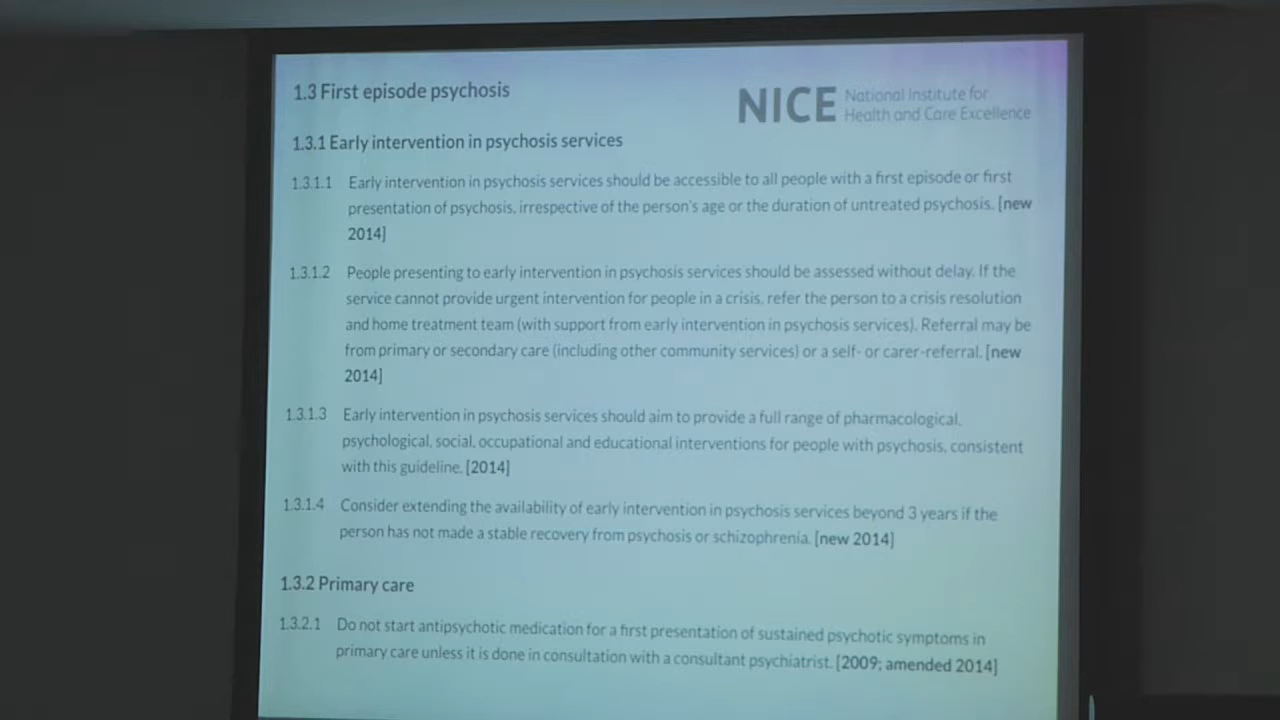 1.3 First episode psychosis
NICE National Institute for
Health and Care Excellence
1.3.1 Early intervention in psychosis services
1.3.1.1 Early intervention in psychosis services should be accessible to all people with a first episode or first
presentation of psychosis, irrespective of the person's age or the duration of untreated psychosis. [new
2014]
1.3.1.2 People presenting to early intervention in psychosis services should be assessed without delay. If the
service cannot provide urgent intervention for people in a crisis, refer the person to a crisis resolution
and home treatment team (with support from early intervention in psychosis services). Referral may be
from primary or secondary care (including other community services) or a self- or carer-referral. [new
2014]
1.3.1.3 Early intervention in psychosis services should aim to provide a full range of pharmacological,
psychological, social, occupational and educational interventions for people with psychosis, consistent
with this guideline. [2014]
1.3.1.4 Consider extending the availability of early intervention in psychosis services beyond 3 years if the
person has not made a stable recovery from psychosis or schizophrenia. [new 2014]
1.3.2 Primary care
1.3.2.1 Do not start antipsychotic medication for a first presentation of sustained psychotic symptoms in
primary care unless it is done in consultation with a consultant psychiatrist. [2009; amended 2014]